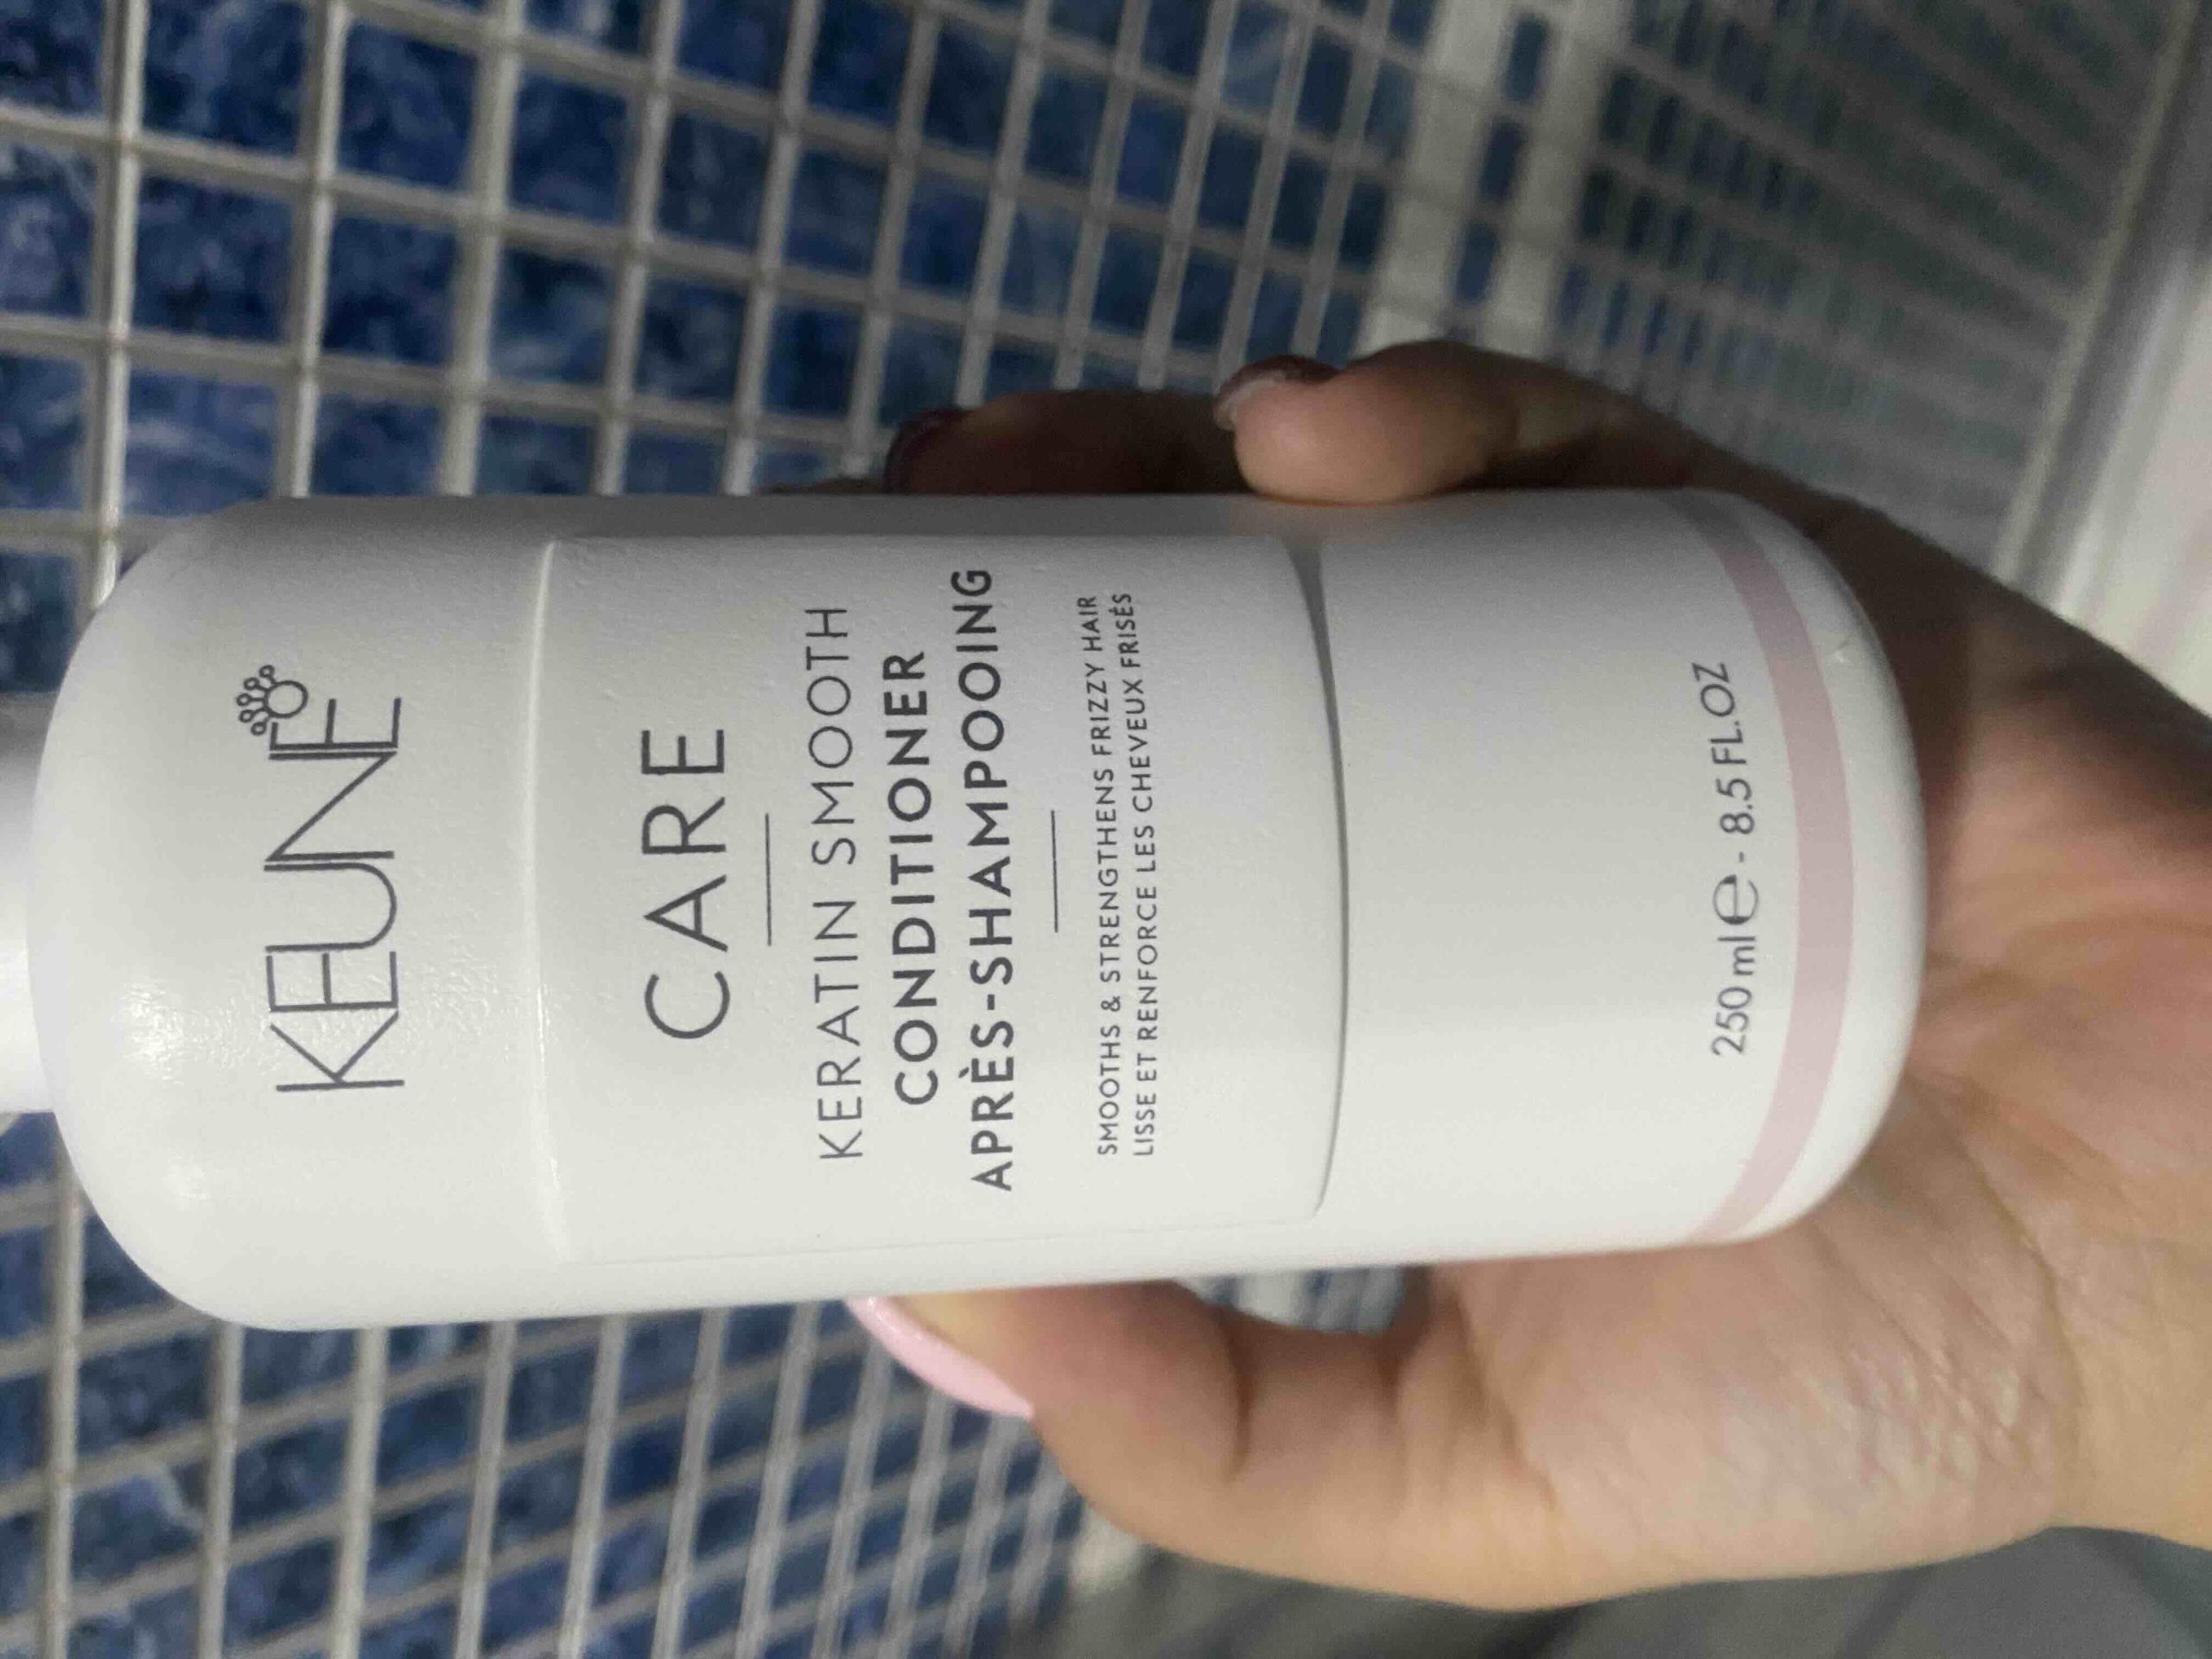 KEUNE
CARE
KERATIN SMOOTH
CONDITIONER
APRÈS-SHAMPOOING
SMOOTHS & STRENGTHENS FRIZZY HAIR
LISSE ET RENFORCE LES CHEVEUX FRISÉS
250 ml ℮ - 8.5 FL.OZ